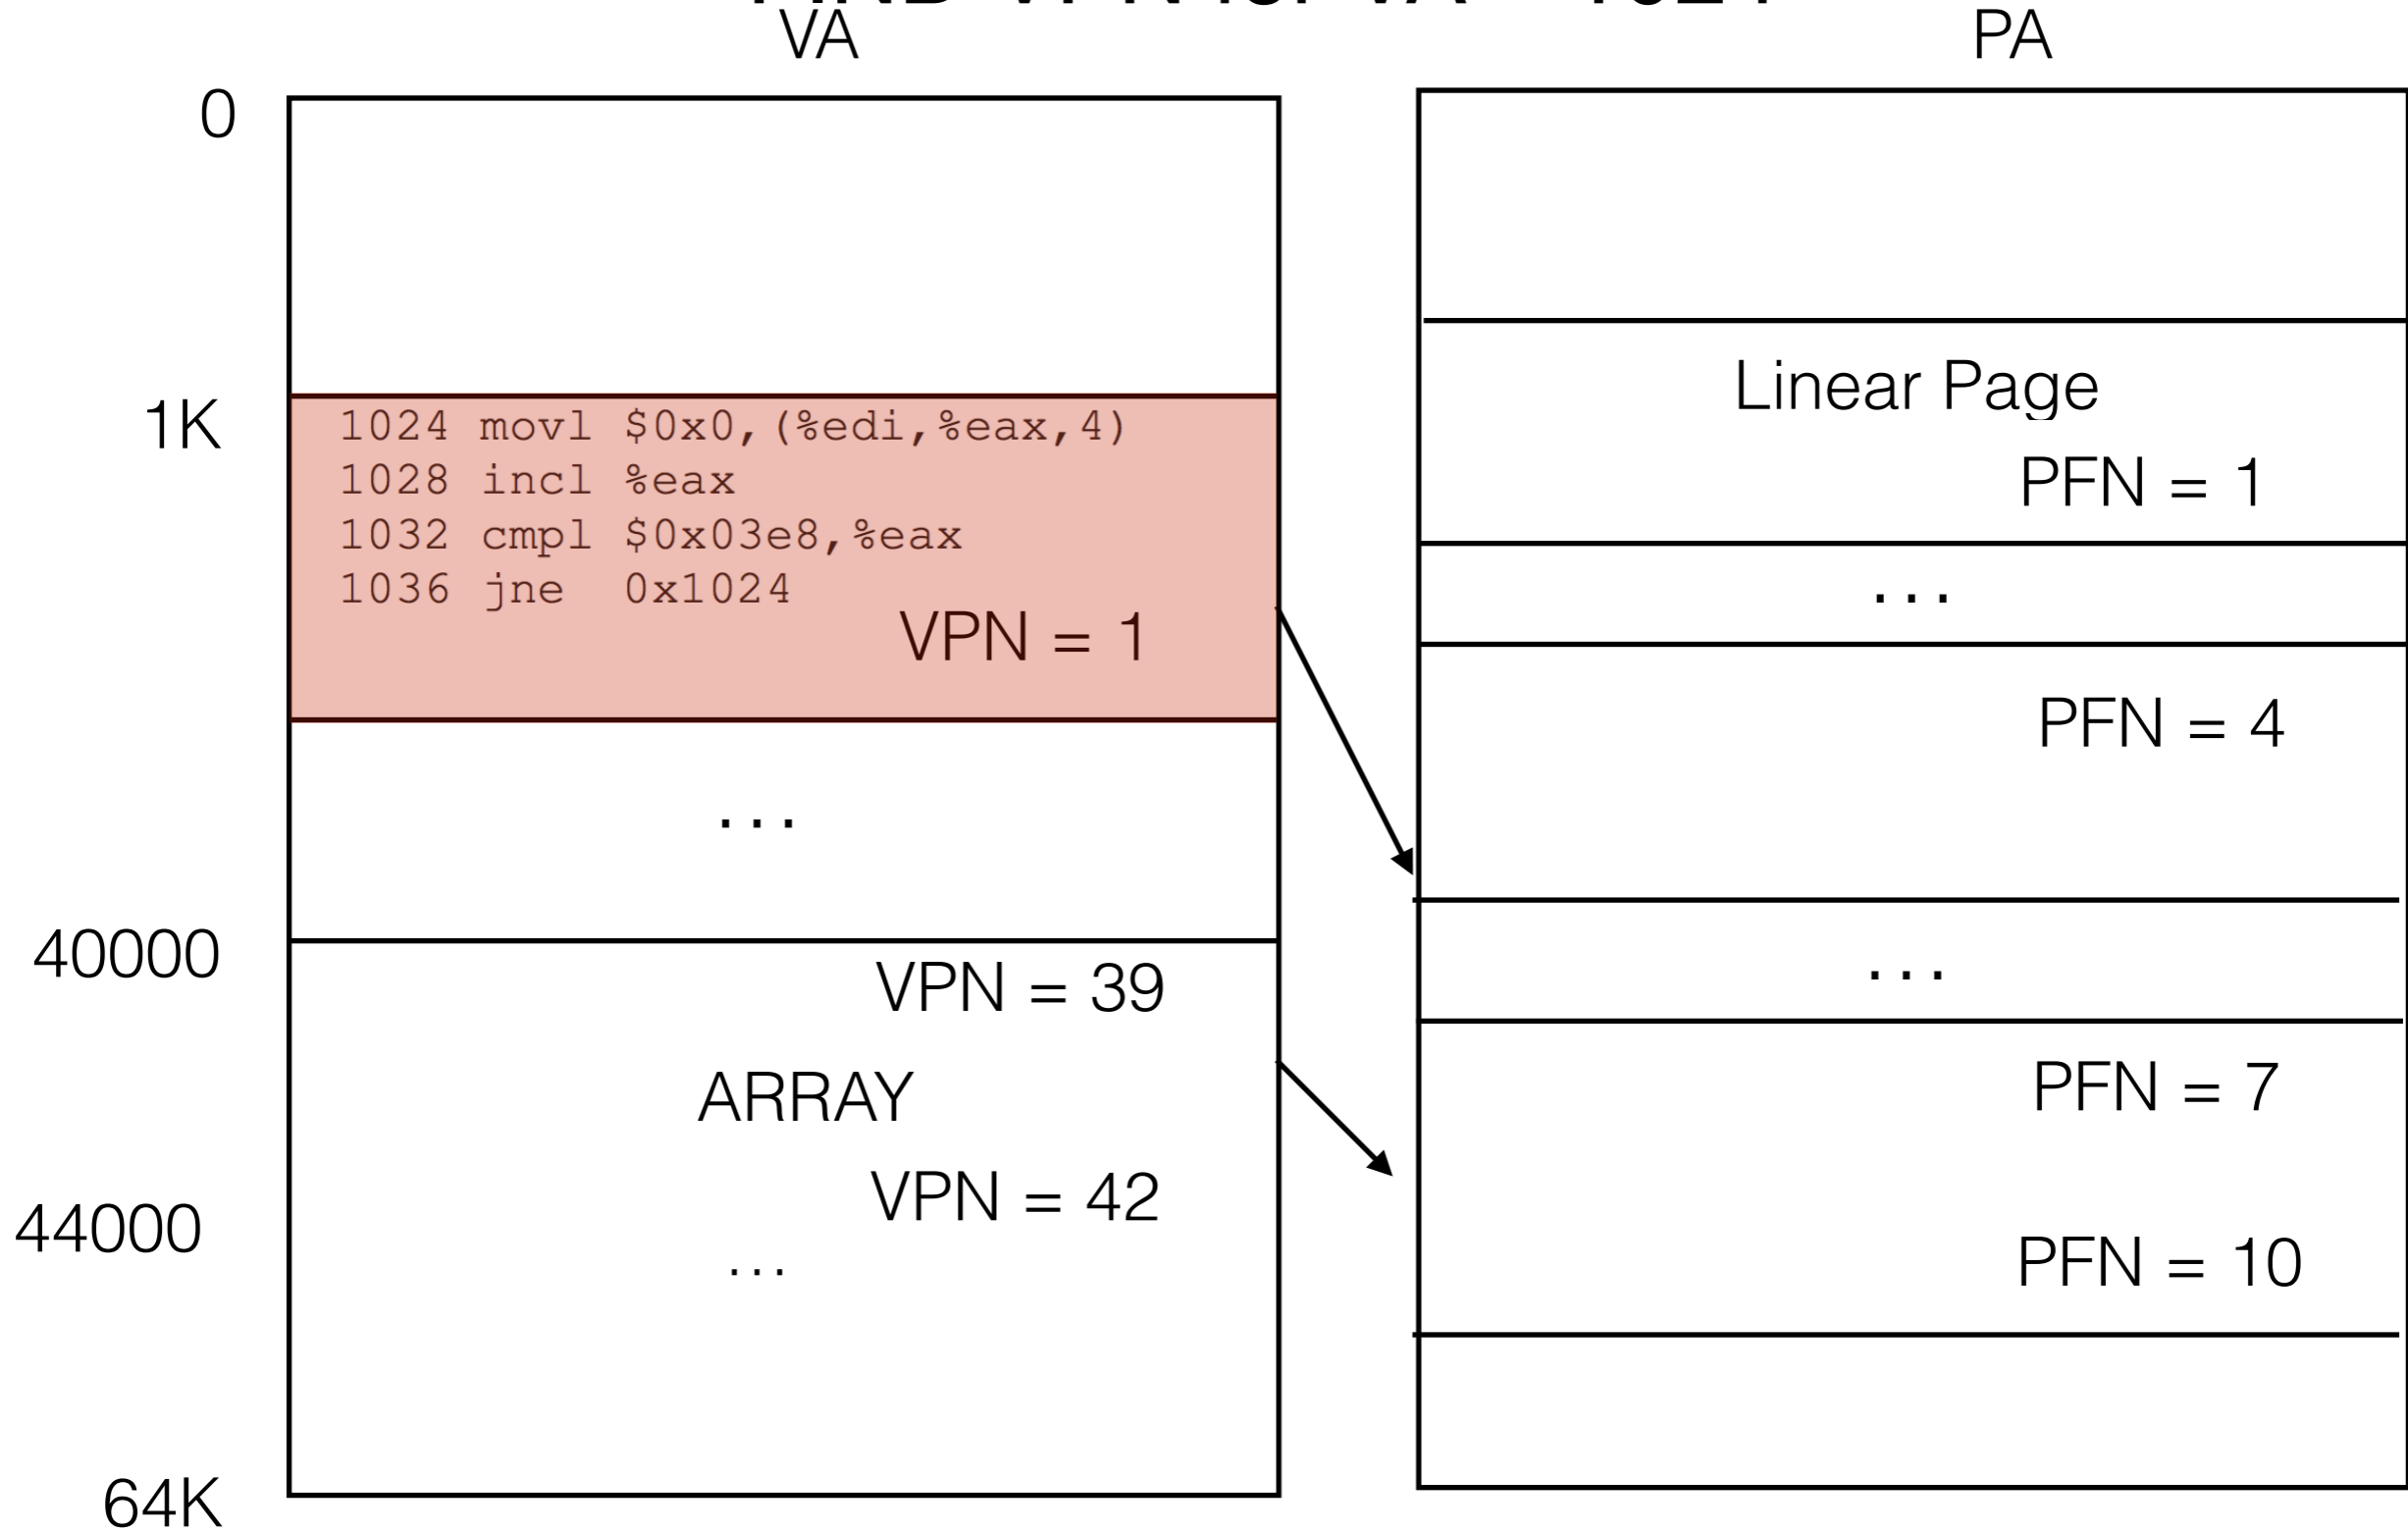 VA
PA
0
1K
1024 movl $0x0,(%edi,%eax,4)
1028 incl %eax
1032 cmpl $0x03e8,%eax
1036 jne 0x1024
VPN = 1
...
40000
VPN = 39
ARRAY
VPN = 42
44000
...
64K
Linear Page
PFN = 1
...
PFN = 4
...
PFN = 7
PFN = 10